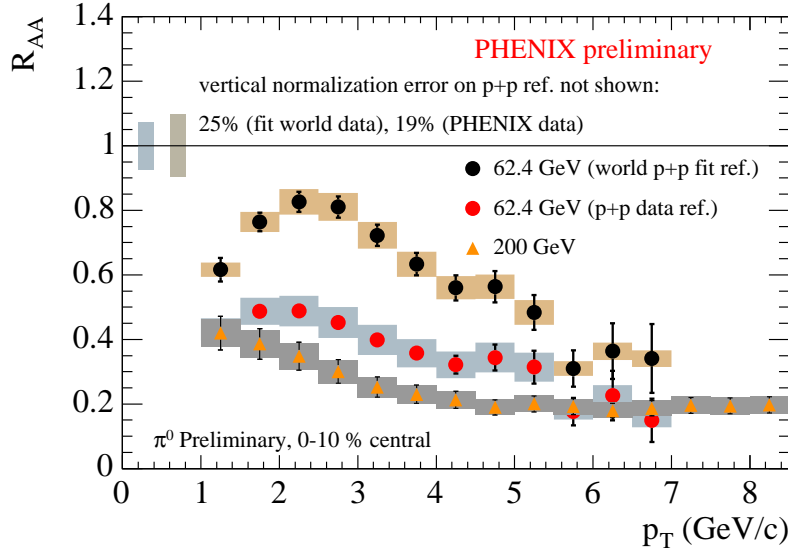 R_AA
1.4
1.2
1
0.8
0.6
0.4
0.2
0
PHENIX preliminary
vertical normalization error on p+p ref. not shown:
25% (fit world data), 19% (PHENIX data)
62.4 GeV (world p+p fit ref.)
62.4 GeV (p+p data ref.)
200 GeV
π⁰ Preliminary, 0-10 % central
0 1 2 3 4 5 6 7 8
p_T (GeV/c)